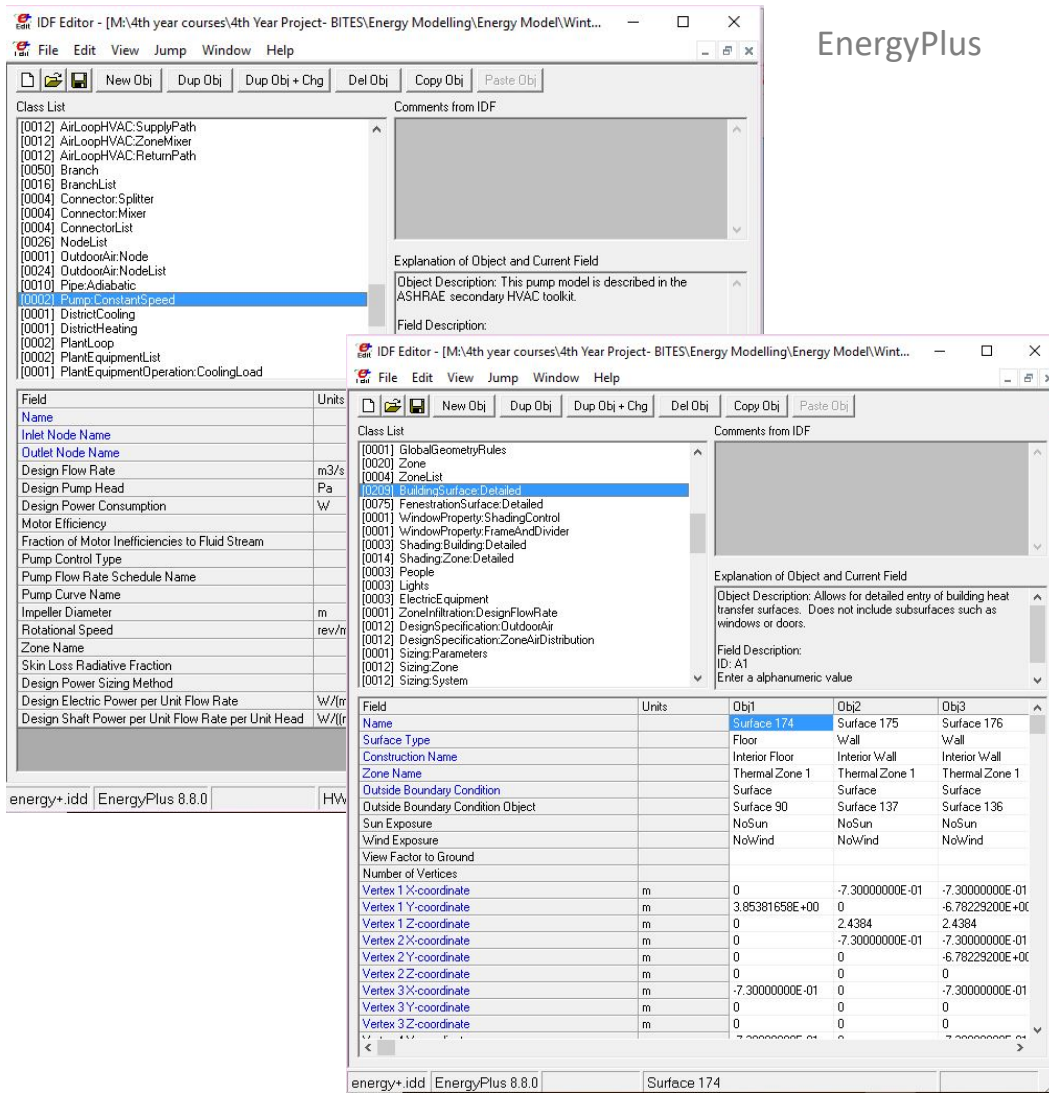 EnergyPlus
IDF Editor - [M:\4th year courses\4th Year Project- BITES\Energy Modelling\Energy Model\Wint...
File Edit View Jump Window Help
New Obj Dup Obj Dup Obj + Chg Del Obj Copy Obj Paste Obj
Class List Comments from IDF
[0012] AirLoopHVAC:SupplyPath
[0012] AirLoopHVAC:ZoneMixer
[0012] AirLoopHVAC:ReturnPath
[0050] Branch
[0016] BranchList
[0004] Connector:Splitter
[0004] Connector:Mixer
[0004] ConnectorList
[0026] NodeList
[0001] OutdoorAir:Node
[0024] OutdoorAir:NodeList
[0010] Pipe:Adiabatic
[0002] Pump:ConstantSpeed
[0001] DistrictCooling
[0001] DistrictHeating
[0002] PlantLoop
[0002] PlantEquipmentList
[0001] PlantEquipmentOperation:CoolingLoad
Explanation of Object and Current Field
Object Description: This pump model is described in the
ASHRAE secondary HVAC toolkit.
Field Description:
Field Units
Name
Inlet Node Name
Outlet Node Name
Design Flow Rate m3/s
Design Pump Head Pa
Design Power Consumption W
Motor Efficiency
Fraction of Motor Inefficiencies to Fluid Stream
Pump Control Type
Pump Flow Rate Schedule Name
Pump Curve Name
Impeller Diameter m
Rotational Speed rev/m
Zone Name
Skin Loss Radiative Fraction
Design Power Sizing Method
Design Electric Power per Unit Flow Rate W/(m
Design Shaft Power per Unit Flow Rate per Unit Head W/((m
energy+.idd EnergyPlus 8.8.0 HW
IDF Editor - [M:\4th year courses\4th Year Project- BITES\Energy Modelling\Energy Model\Wint...
File Edit View Jump Window Help
New Obj Dup Obj Dup Obj + Chg Del Obj Copy Obj Paste Obj
Class List Comments from IDF
[0001] GlobalGeometryRules
[0020] Zone
[0004] ZoneList
[0209] BuildingSurface:Detailed
[0075] FenestrationSurface:Detailed
[0001] WindowProperty:ShadingControl
[0001] WindowProperty:FrameAndDivider
[0003] Shading:Building:Detailed
[0014] Shading:Zone:Detailed
[0003] People
[0003] Lights
[0003] ElectricEquipment
[0001] ZoneInfiltration:DesignFlowRate
[0012] DesignSpecification:OutdoorAir
[0012] DesignSpecification:ZoneAirDistribution
[0001] Sizing:Parameters
[0012] Sizing:Zone
[0012] Sizing:System
Explanation of Object and Current Field
Object Description: Allows for detailed entry of building heat
transfer surfaces. Does not include subsurfaces such as
windows or doors.
Field Description:
ID: A1
Enter a alphanumeric value
Field Units Obj1 Obj2 Obj3
Name Surface 174 Surface 175 Surface 176
Surface Type Floor Wall Wall
Construction Name Interior Floor Interior Wall Interior Wall
Zone Name Thermal Zone 1 Thermal Zone 1 Thermal Zone 1
Outside Boundary Condition Surface Surface Surface
Outside Boundary Condition Object Surface 90 Surface 137 Surface 136
Sun Exposure NoSun NoSun NoSun
Wind Exposure NoWind NoWind NoWind
View Factor to Ground
Number of Vertices
Vertex 1 X-coordinate m 0 -7.30000000E-01 -7.30000000E-01
Vertex 1 Y-coordinate m 3.85381658E+00 0 -6.78229200E+00
Vertex 1 Z-coordinate m 0 2.4384 2.4384
Vertex 2 X-coordinate m 0 -7.30000000E-01 -7.30000000E-01
Vertex 2 Y-coordinate m 0 0 -6.78229200E+00
Vertex 2 Z-coordinate m 0 0 0
Vertex 3 X-coordinate m -7.30000000E-01 0 -7.30000000E-01
Vertex 3 Y-coordinate m 0 0 0
Vertex 3 Z-coordinate m 0 0 0
energy+.idd EnergyPlus 8.8.0 Surface 174